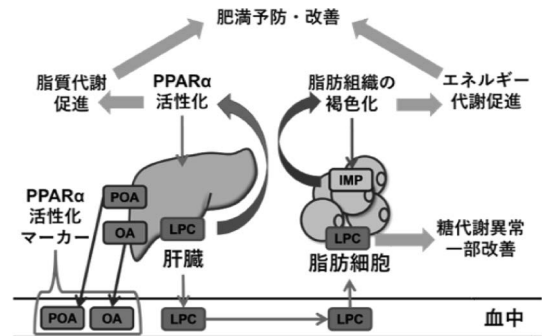 肥満予防・改善
脂質代謝
促進
PPARα
活性化
脂肪組織の
褐色化
エネルギー
代謝促進
PPARα
活性化
マーカー
POA
OA
LPC
肝臓
IMP
LPC
脂肪細胞
糖代謝異常
一部改善
POA
OA
LPC
LPC
血中